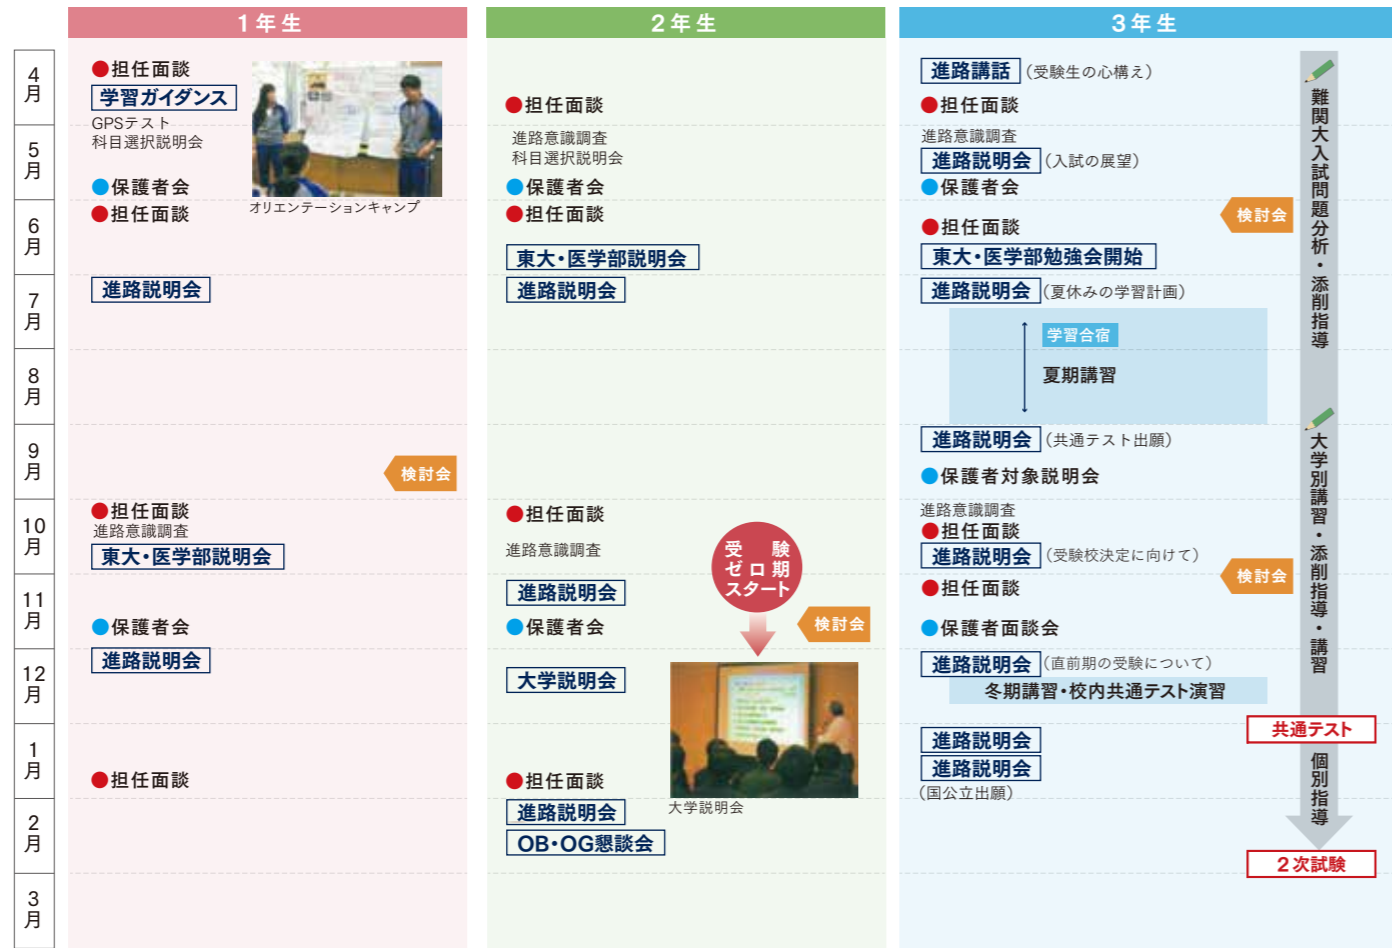 1年生
2年生
3年生
4月
5月
6月
7月
8月
9月
10月
11月
12月
1月
2月
3月
●担任面談
学習ガイダンス
GPSテスト
科目選択説明会
●保護者会
オリエンテーションキャンプ
●担任面談
進路説明会
検討会
●担任面談
進路意識調査
東大・医学部説明会
●保護者会
進路説明会
●担任面談
●担任面談
進路意識調査
科目選択説明会
●保護者会
●担任面談
東大・医学部説明会
進路説明会
●担任面談
進路意識調査
受験
ゼロ期
スタート
進路説明会
●保護者会
検討会
大学説明会
●担任面談
大学説明会
進路説明会
OB・OG懇談会
進路講話(受験生の心構え)
●担任面談
進路意識調査
進路説明会(入試の展望)
●保護者会
検討会
●担任面談
東大・医学部勉強会開始
進路説明会(夏休みの学習計画)
学習合宿
夏期講習
進路説明会(共通テスト出願)
●保護者対象説明会
進路意識調査
●担任面談
進路説明会(受験校決定に向けて)
検討会
●担任面談
●保護者面談会
進路説明会(直前期の受験について)
冬期講習・校内共通テスト演習
進路説明会
進路説明会
(国公立出願)
難関大入試問題分析・添削指導
大学別講習・添削指導・講習
共通テスト
個別指導
2次試験